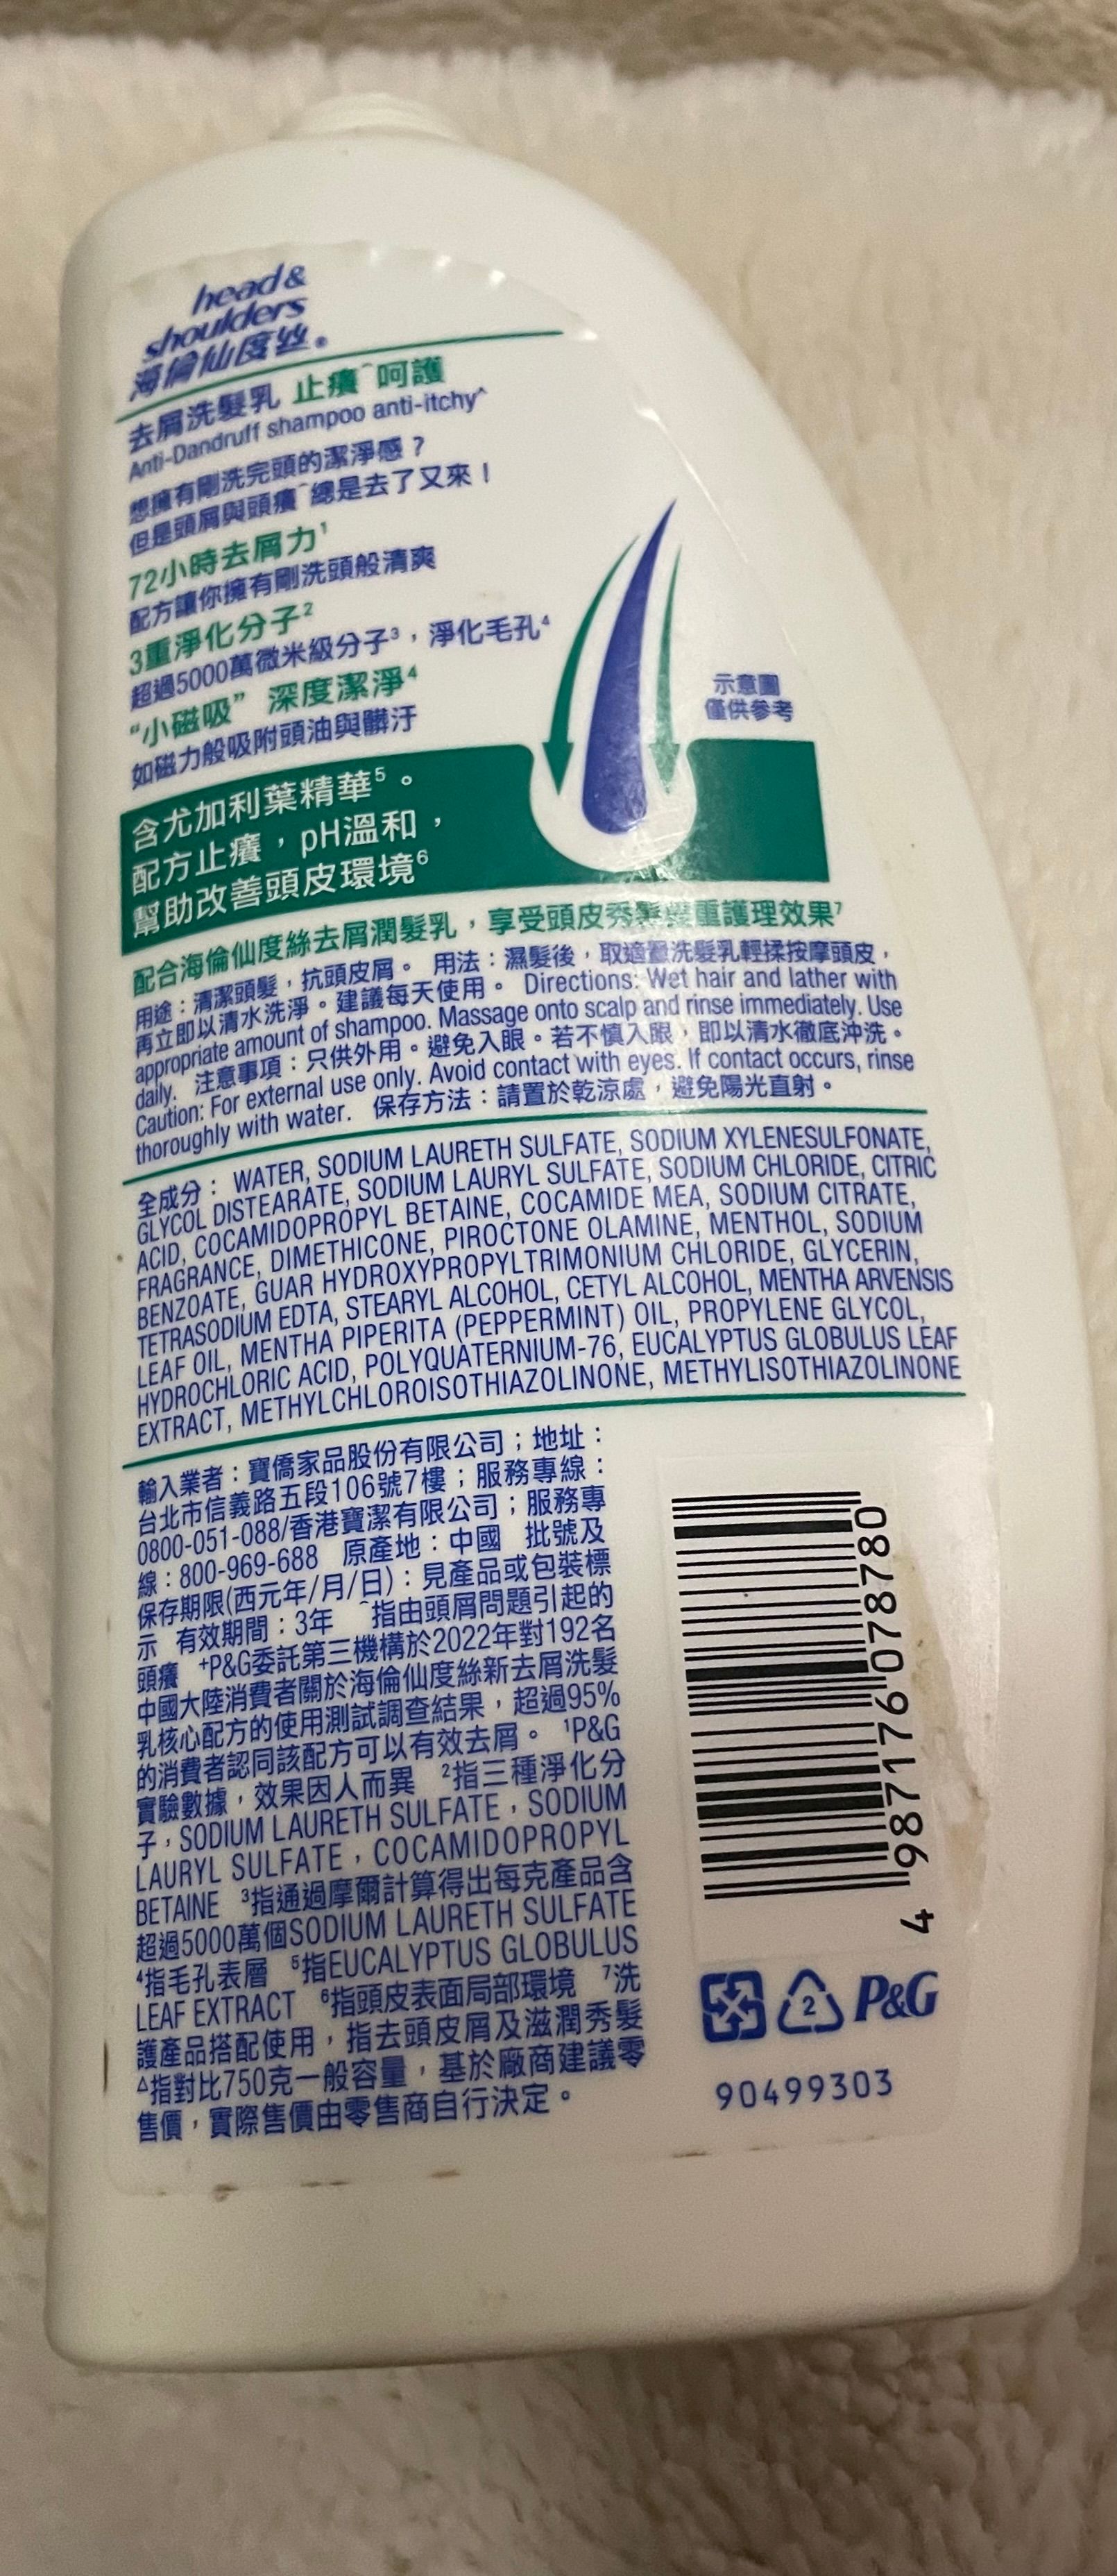 head &
shoulders
海倫仙度絲®
去屑洗髮乳 止癢^呵護
Anti-Dandruff shampoo anti-itchy^
想擁有剛洗完頭的潔淨感？
但是頭屑與頭癢^總是去了又來！
72小時去屑力¹
配方讓你擁有剛洗頭般清爽
3重淨化分子²
超過5000萬微米級分子³，淨化毛孔⁴
“小磁吸” 深度潔淨⁴
如磁力般吸附頭油與髒汙
示意圖
僅供參考
含尤加利葉精華⁵。
配方止癢，pH溫和，
幫助改善頭皮環境⁶
配合海倫仙度絲去屑潤髮乳，享受頭皮秀髮雙重護理效果⁷
用途：清潔頭髮，抗頭皮屑。 用法：濕髮後，取適量洗髮乳輕揉按摩頭皮，
再立即以清水洗淨。建議每天使用。 Directions: Wet hair and lather with
appropriate amount of shampoo. Massage onto scalp and rinse immediately. Use
daily. 注意事項：只供外用。避免入眼。若不慎入眼，即以清水徹底沖洗。
Caution: For external use only. Avoid contact with eyes. If contact occurs, rinse
thoroughly with water. 保存方法：請置於乾涼處，避免陽光直射。
全成分： WATER, SODIUM LAURETH SULFATE, SODIUM XYLENESULFONATE,
GLYCOL DISTEARATE, SODIUM LAURYL SULFATE, SODIUM CHLORIDE, CITRIC
ACID, COCAMIDOPROPYL BETAINE, COCAMIDE MEA, SODIUM CITRATE,
FRAGRANCE, DIMETHICONE, PIROCTONE OLAMINE, MENTHOL, SODIUM
BENZOATE, GUAR HYDROXYPROPYLTRIMONIUM CHLORIDE, GLYCERIN,
TETRASODIUM EDTA, STEARYL ALCOHOL, CETYL ALCOHOL, MENTHA ARVENSIS
LEAF OIL, MENTHA PIPERITA (PEPPERMINT) OIL, PROPYLENE GLYCOL,
HYDROCHLORIC ACID, POLYQUATERNIUM-76, EUCALYPTUS GLOBULUS LEAF
EXTRACT, METHYLCHLOROISOTHIAZOLINONE, METHYLISOTHIAZOLINONE
輸入業者：寶僑家品股份有限公司；地址：
台北市信義路五段106號7樓；服務專線：
0800-051-088/香港寶潔有限公司；服務專
線：800-969-688 原產地：中國 批號及
保存期限(西元年/月/日)：見產品或包裝標
示 有效期間：3年 ^指由頭屑問題引起的
頭癢 ⁺P&G委託第三機構於2022年對192名
中國大陸消費者關於海倫仙度絲新去屑洗髮
乳核心配方的使用測試調查結果，超過95%
的消費者認同該配方可以有效去屑。 ¹P&G
實驗數據，效果因人而異 ²指三種淨化分
子，SODIUM LAURETH SULFATE，SODIUM
LAURYL SULFATE，COCAMIDOPROPYL
BETAINE ³指通過摩爾計算得出每克產品含
超過5000萬個SODIUM LAURETH SULFATE
⁴指毛孔表層 ⁵指EUCALYPTUS GLOBULUS
LEAF EXTRACT ⁶指頭皮表面局部環境 ⁷洗
護產品搭配使用，指去頭皮屑及滋潤秀髮
△指對比750克一般容量，基於廠商建議零
售價，實際售價由零售商自行決定。
4 987176 078780
2
P&G
90499303